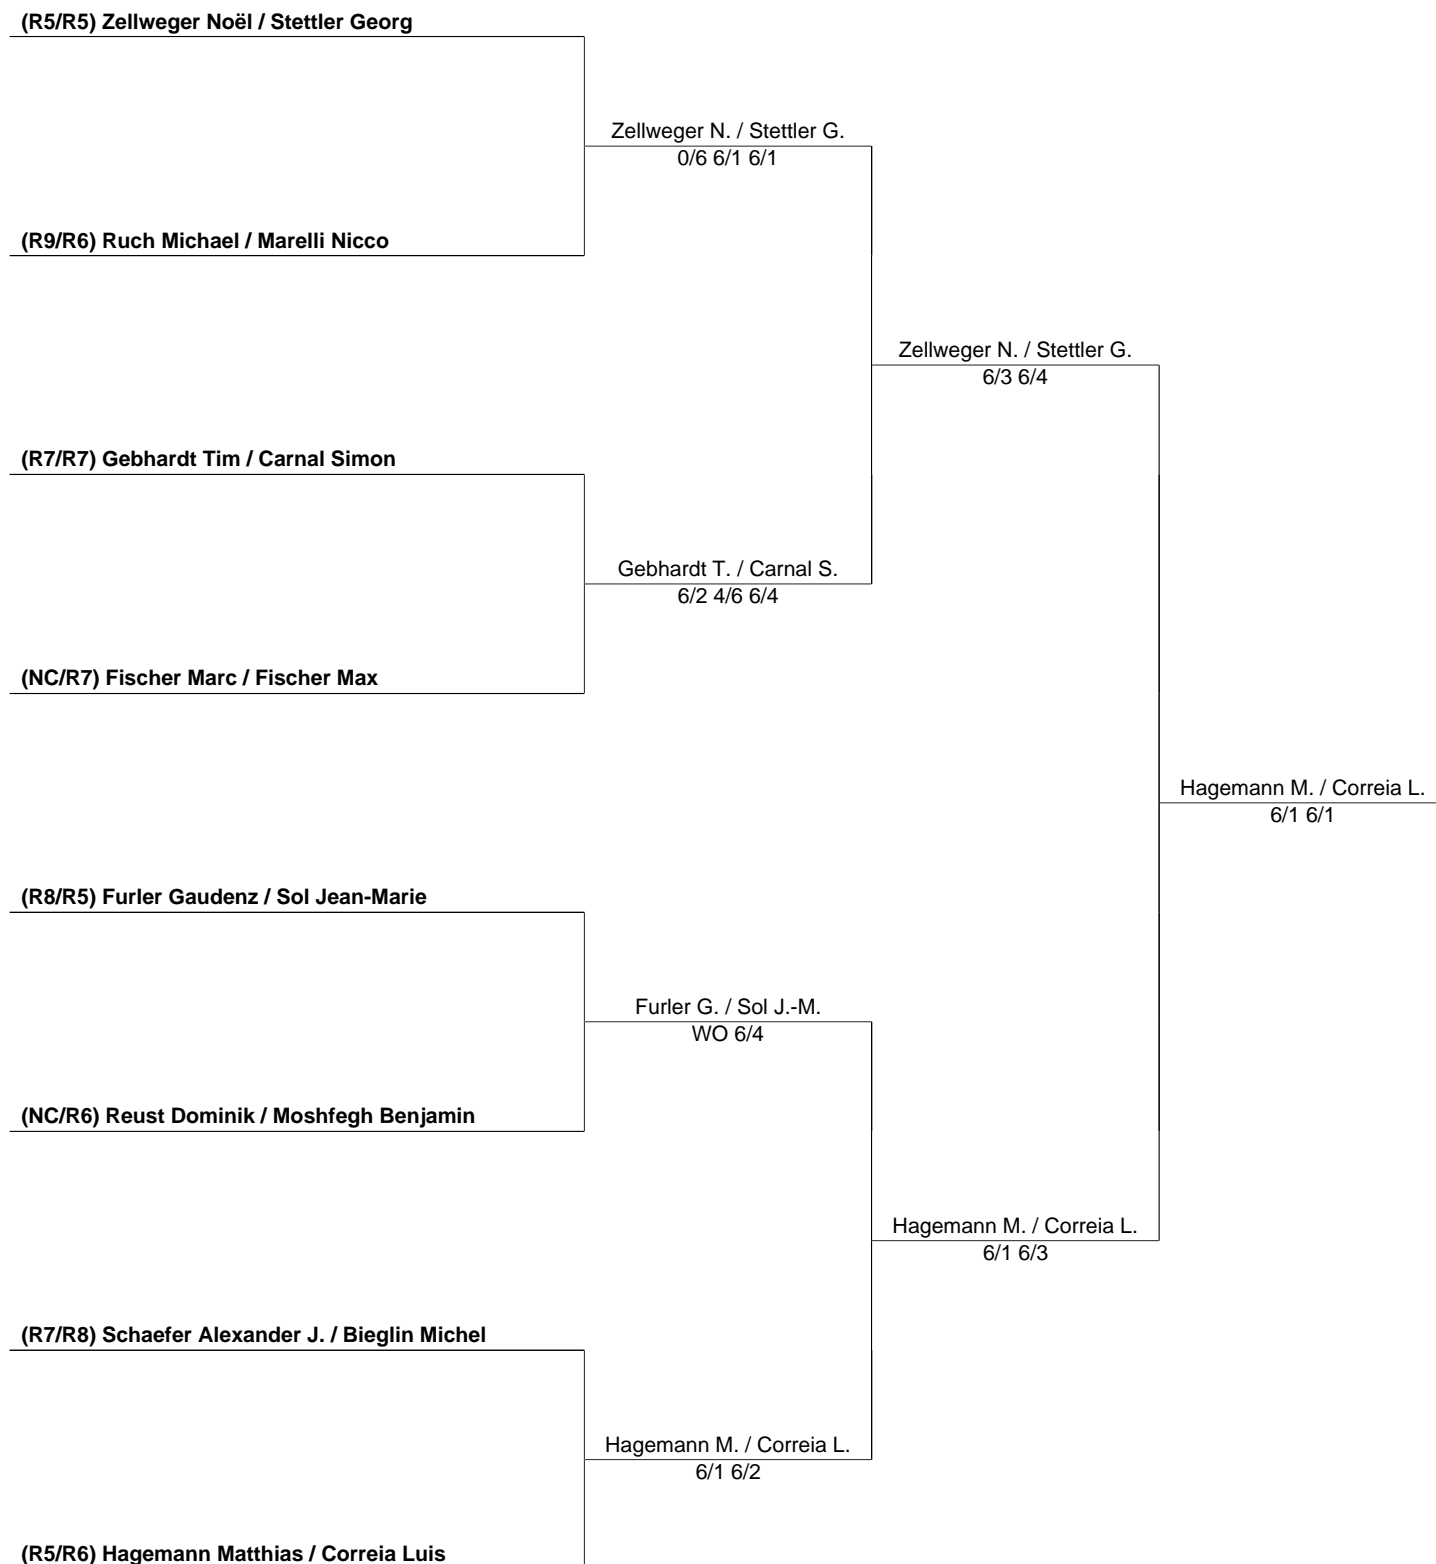 (R5/R5) Zellweger Noël / Stettler Georg
Zellweger N. / Stettler G.
0/6 6/1 6/1
(R9/R6) Ruch Michael / Marelli Nicco
Zellweger N. / Stettler G.
6/3 6/4
(R7/R7) Gebhardt Tim / Carnal Simon
Gebhardt T. / Carnal S.
6/2 4/6 6/4
(NC/R7) Fischer Marc / Fischer Max
Hagemann M. / Correia L.
6/1 6/1
(R8/R5) Furler Gaudenz / Sol Jean-Marie
Furler G. / Sol J.-M.
WO 6/4
(NC/R6) Reust Dominik / Moshfegh Benjamin
Hagemann M. / Correia L.
6/1 6/3
(R7/R8) Schaefer Alexander J. / Bieglin Michel
Hagemann M. / Correia L.
6/1 6/2
(R5/R6) Hagemann Matthias / Correia Luis